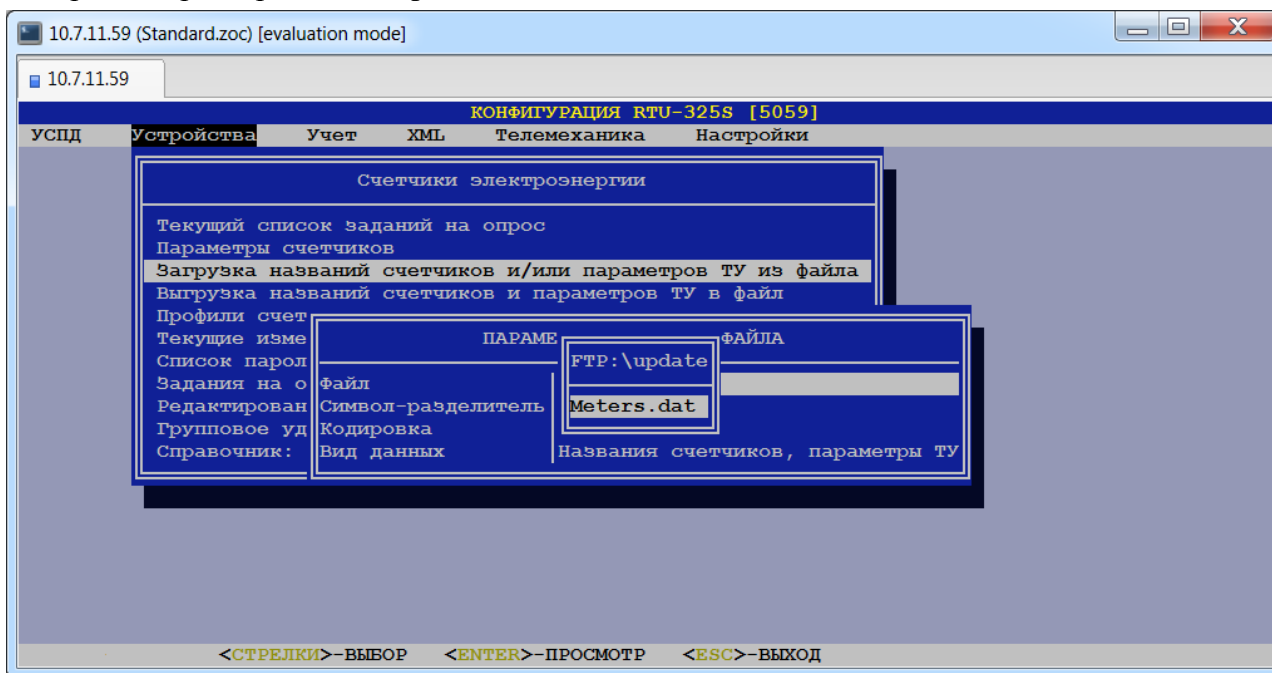 10.7.11.59 (Standard.zoc) [evaluation mode]
10.7.11.59
КОНФИГУРАЦИЯ RTU-325S [5059]
УСПД Устройства Учет XML Телемеханика Настройки
Счетчики электроэнергии
Текущий список заданий на опрос
Параметры счетчиков
Загрузка названий счетчиков и/или параметров ТУ из файла
Выгрузка названий счетчиков и параметров ТУ в файл
Профили счет
Текущие изме
Список парол
Задания на о
Редактирован
Групповое уд
Справочник:
ПАРАМЕ ФАЙЛА
Файл
Символ-разделитель
Кодировка
Вид данных Названия счетчиков, параметры ТУ
FTP:\update
Meters.dat
<СТРЕЛКИ>-ВЫБОР <ENTER>-ПРОСМОТР <ESC>-ВЫХОД